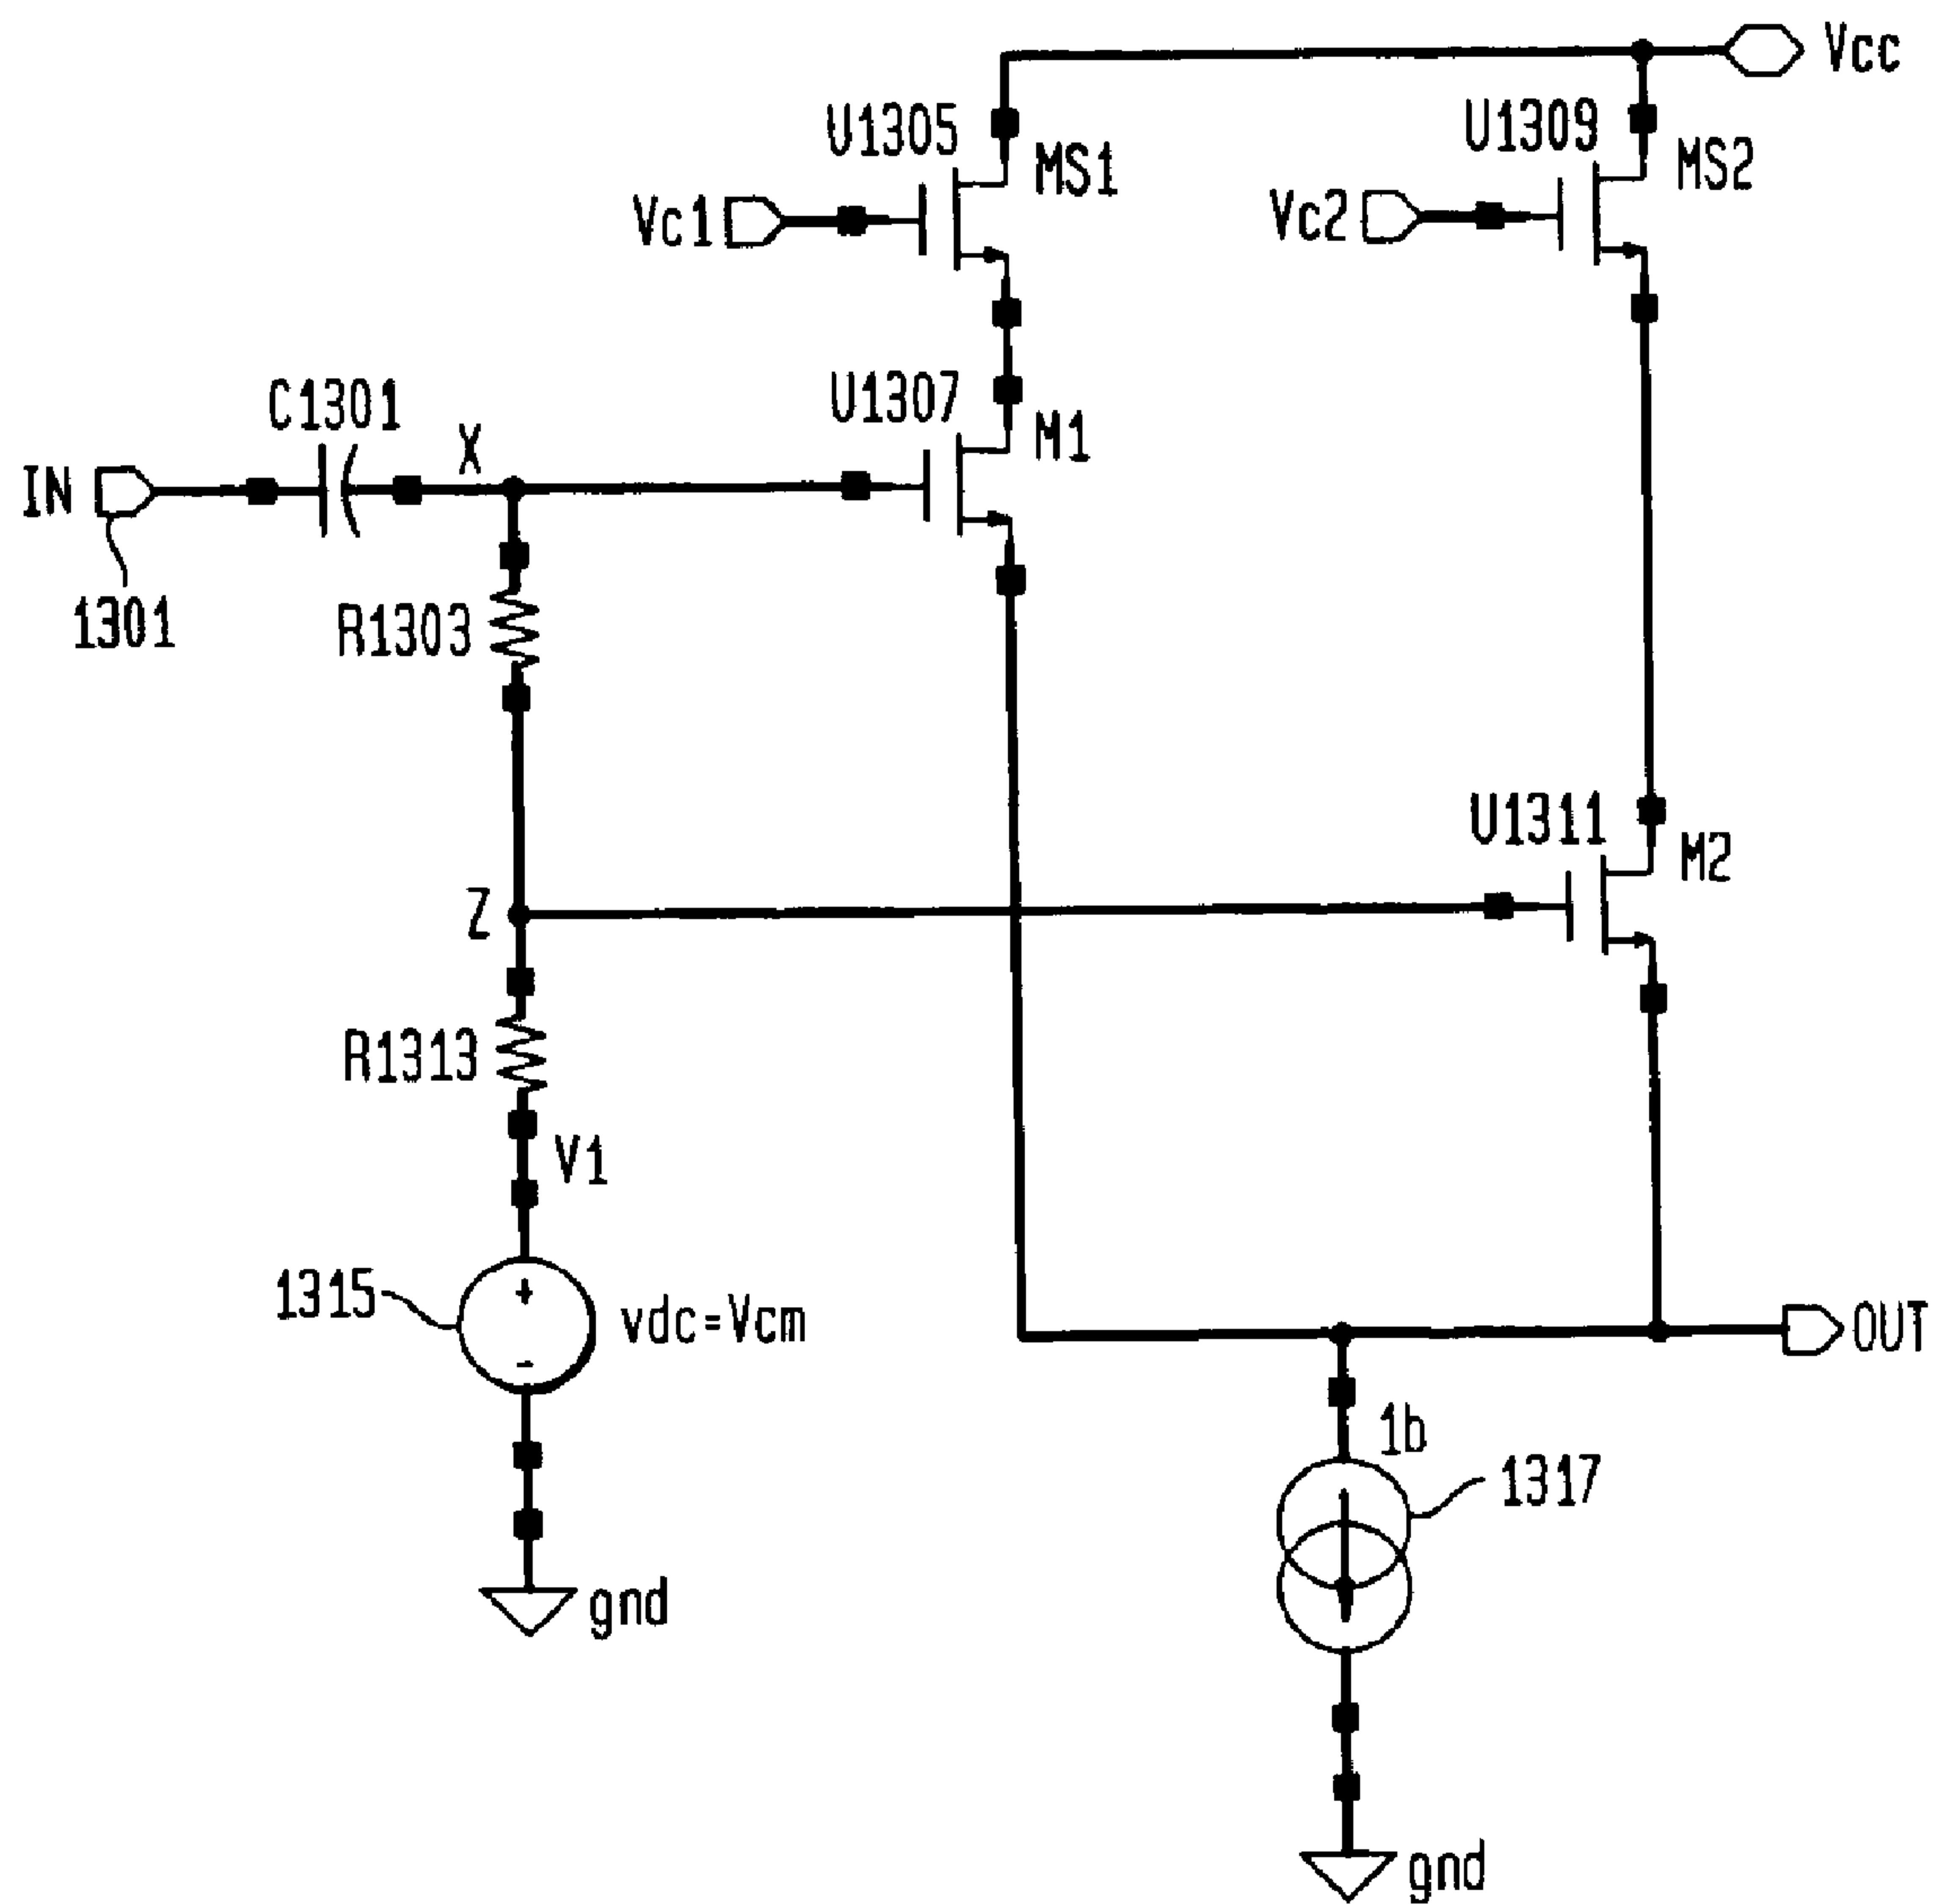 Vcc
U1305
MS1
U1309
MS2
Vc1
Vc2
C1301
X
U1307
M1
IN
1301
R1303
U1311
M2
Z
R1313
V1
1315
+
-
vdc=Vcm
OUT
1b
1317
gnd
gnd